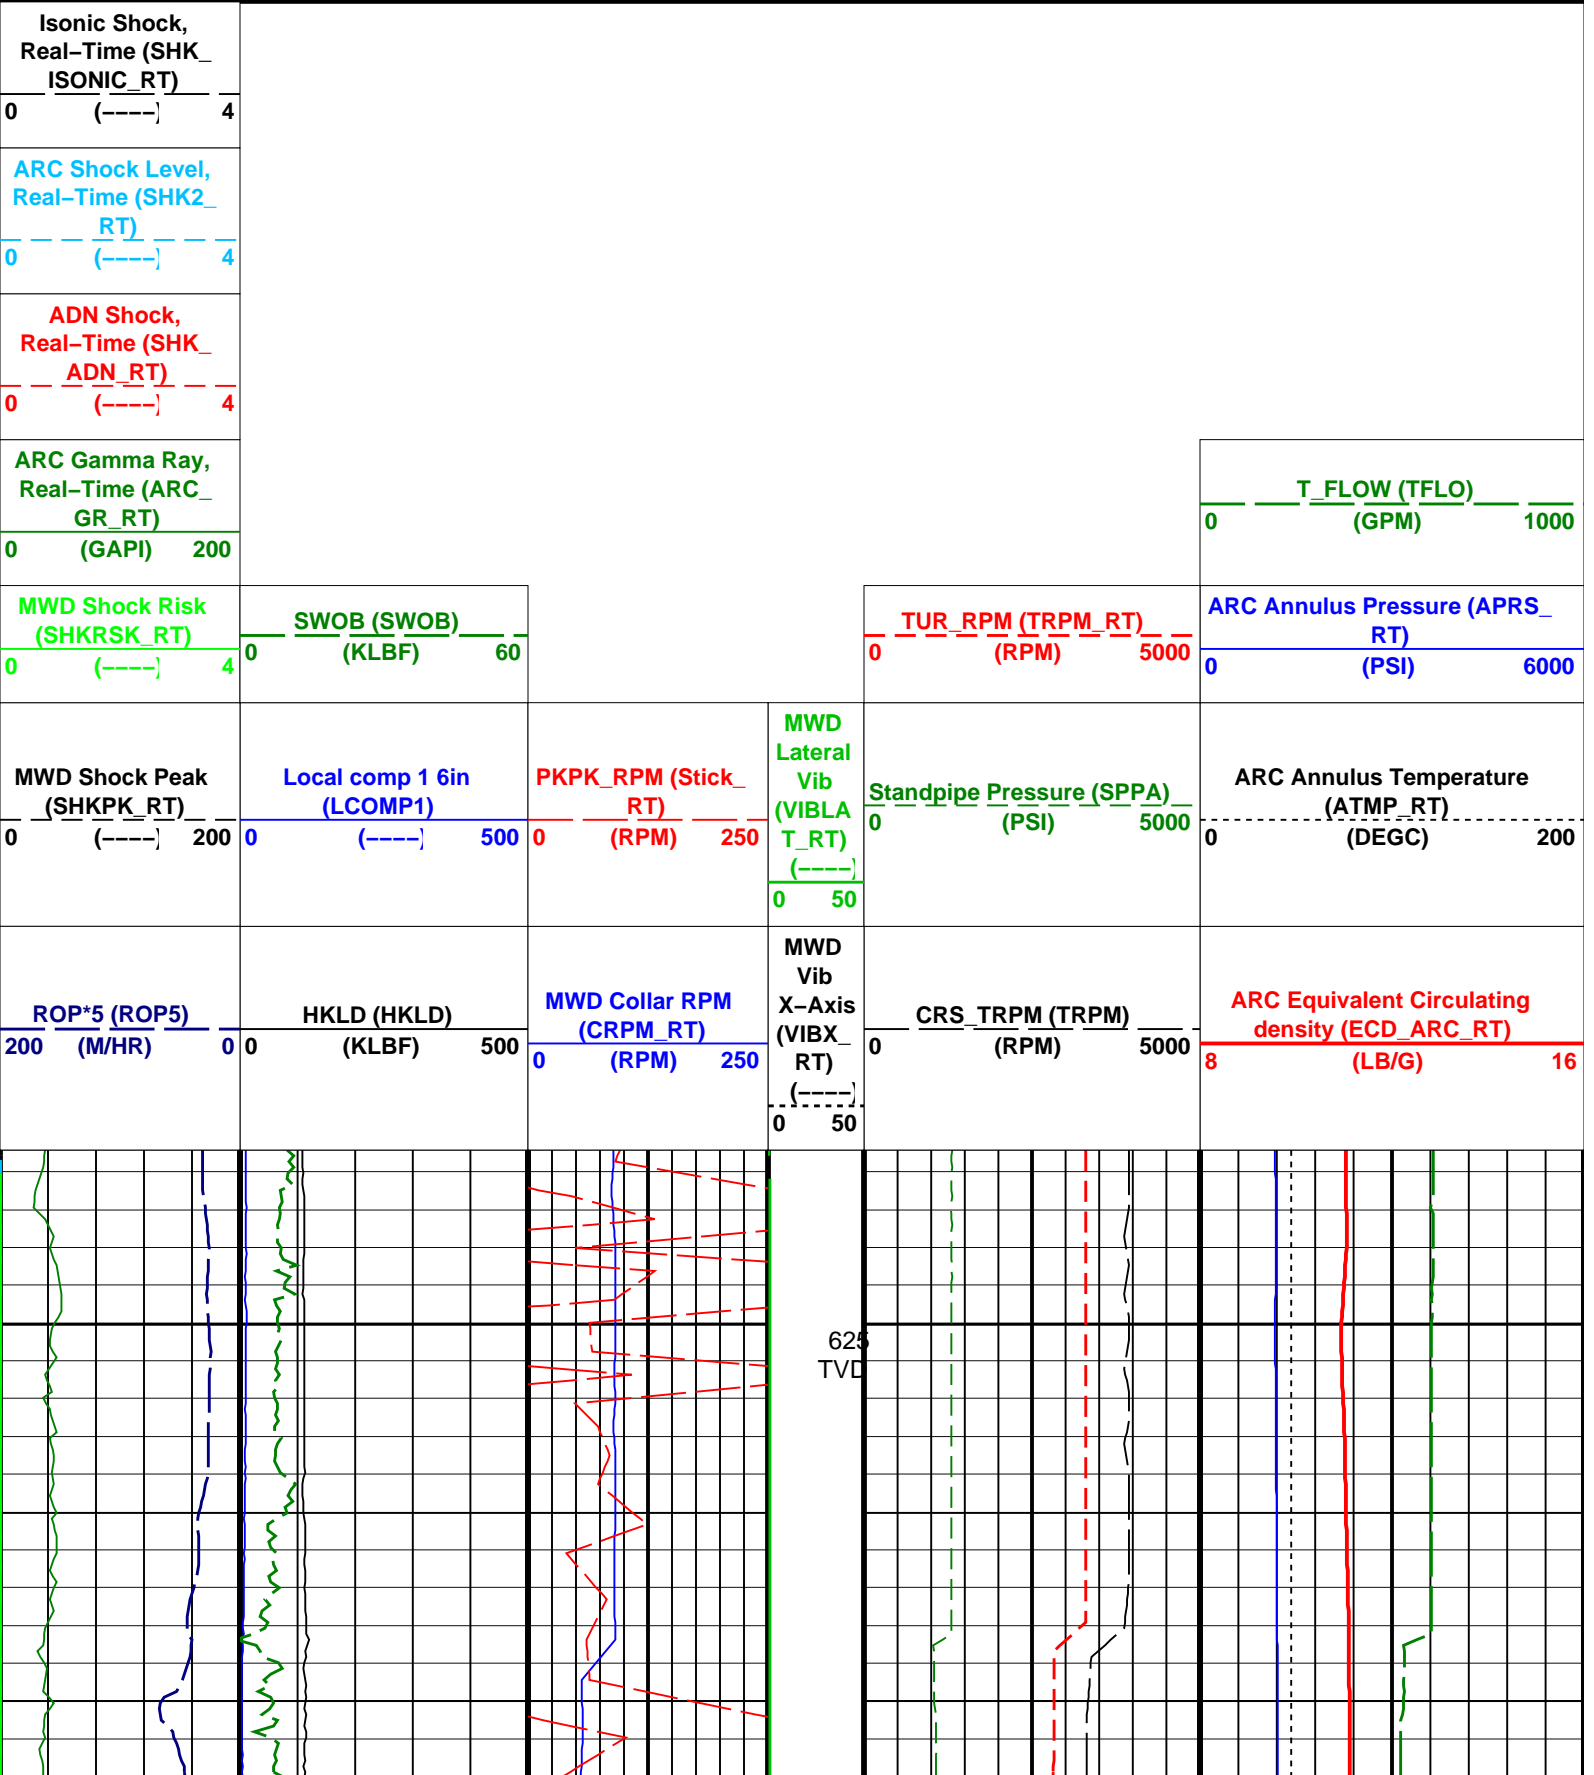 Isonic Shock,
Real–Time (SHK_
ISONIC_RT)
0 (––––) 4
ARC Shock Level,
Real–Time (SHK2_
RT)
0 (––––) 4
ADN Shock,
Real–Time (SHK_
ADN_RT)
0 (––––) 4
ARC Gamma Ray,
Real–Time (ARC_
GR_RT)
0 (GAPI) 200
T_FLOW (TFLO)
0 (GPM) 1000
MWD Shock Risk
(SHKRSK_RT)
0 (––––) 4
SWOB (SWOB)
0 (KLBF) 60
TUR_RPM (TRPM_RT)
0 (RPM) 5000
ARC Annulus Pressure (APRS_
RT)
0 (PSI) 6000
MWD Shock Peak
(SHKPK_RT)
0 (––––) 200
Local comp 1 6in
(LCOMP1)
0 (––––) 500
PKPK_RPM (Stick_
RT)
0 (RPM) 250
MWD
Lateral
Vib
(VIBLA
T_RT)
(––––)
0 50
Standpipe Pressure (SPPA)
0 (PSI) 5000
ARC Annulus Temperature
(ATMP_RT)
0 (DEGC) 200
ROP*5 (ROP5)
200 (M/HR) 0
HKLD (HKLD)
0 (KLBF) 500
MWD Collar RPM
(CRPM_RT)
0 (RPM) 250
MWD
Vib
X–Axis
(VIBX_
RT)
(––––)
0 50
CRS_TRPM (TRPM)
0 (RPM) 5000
ARC Equivalent Circulating
density (ECD_ARC_RT)
8 (LB/G) 16
625
TVD